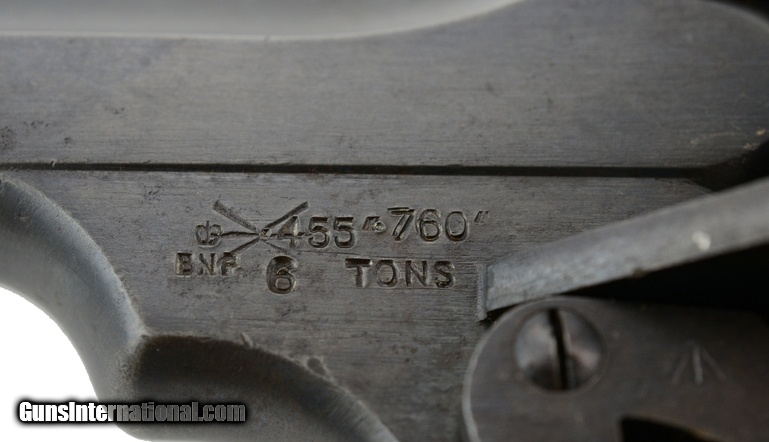 .455" .760"
BNP 6 TONS
GunsInternational.com